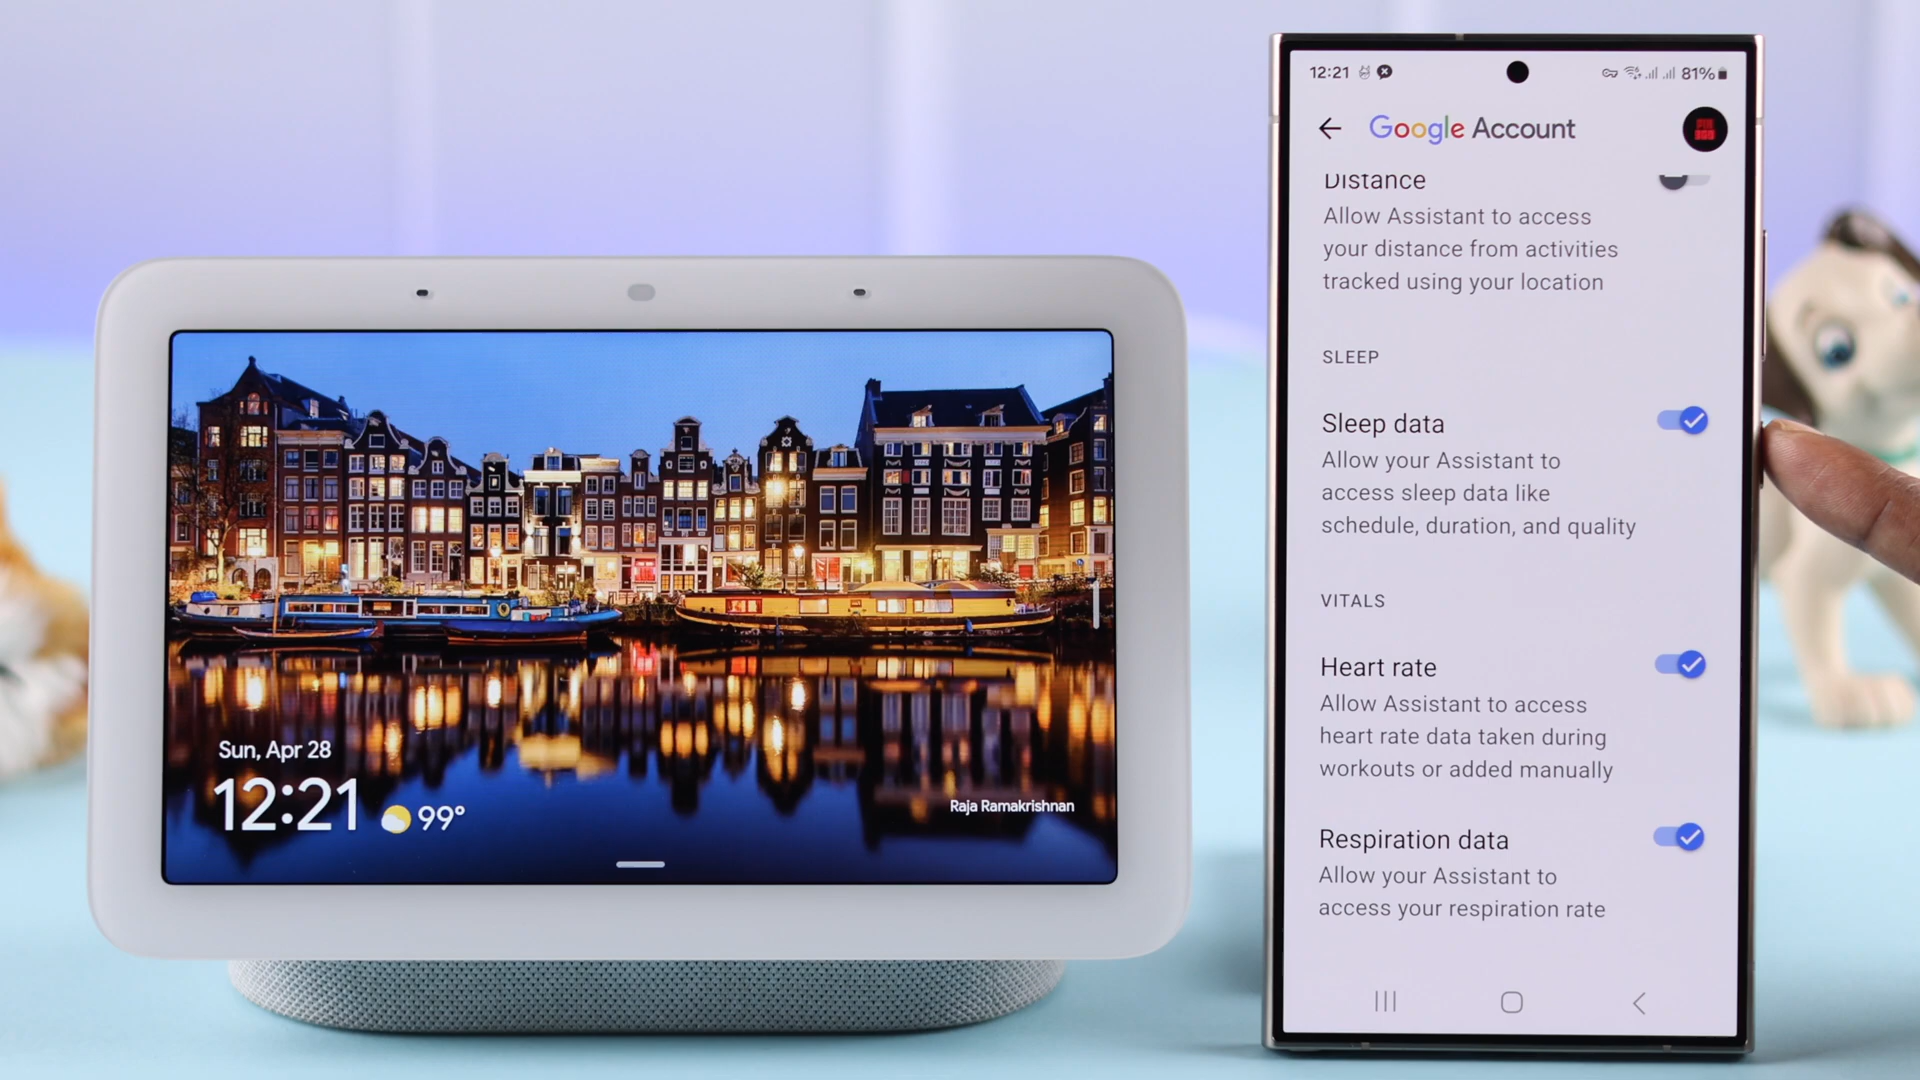 Sun, Apr 28
12:21 99°
Raja Ramakrishnan
12:21
81%
Google Account
Distance
Allow Assistant to access
your distance from activities
tracked using your location
SLEEP
Sleep data
Allow your Assistant to
access sleep data like
schedule, duration, and quality
VITALS
Heart rate
Allow Assistant to access
heart rate data taken during
workouts or added manually
Respiration data
Allow your Assistant to
access your respiration rate